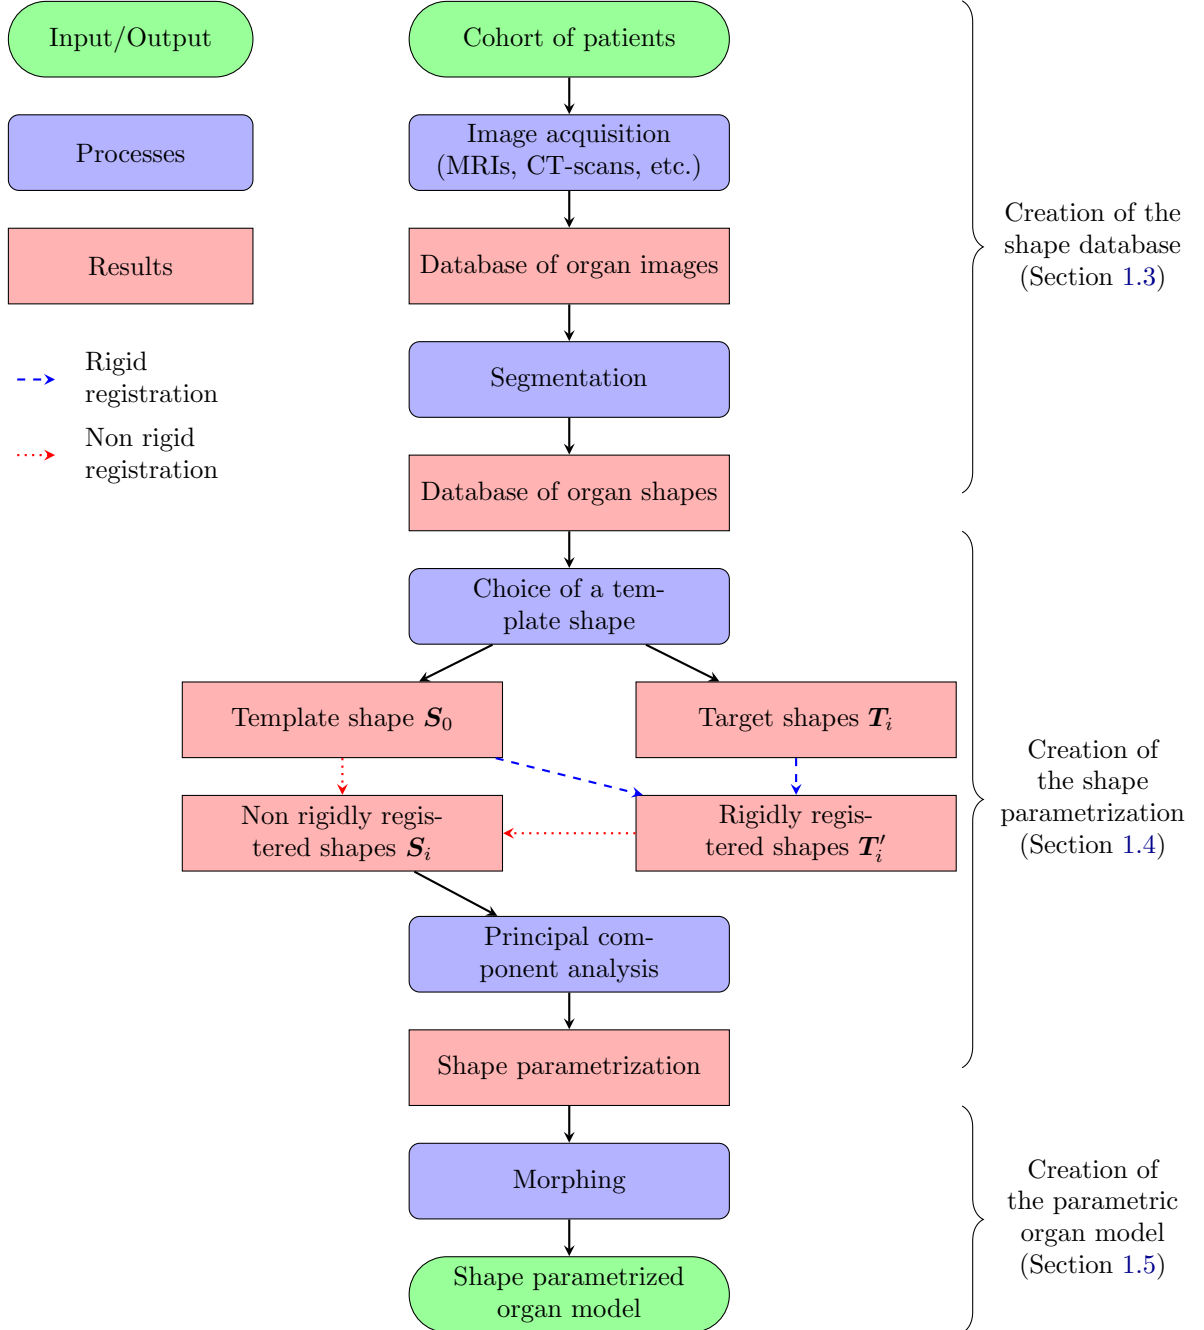 Input/Output
Processes
Results
Rigid
registration
Non rigid
registration
Cohort of patients
Image acquisition
(MRIs, CT-scans, etc.)
Database of organ images
Segmentation
Database of organ shapes
Creation of the
shape database
(Section 1.3)
Choice of a tem-
plate shape
Template shape S₀
Target shapes Tᵢ
Non rigidly regis-
tered shapes Sᵢ
Rigidly regis-
tered shapes T′ᵢ
Principal com-
ponent analysis
Shape parametrization
Creation of
the shape
parametrization
(Section 1.4)
Morphing
Shape parametrized
organ model
Creation of
the parametric
organ model
(Section 1.5)